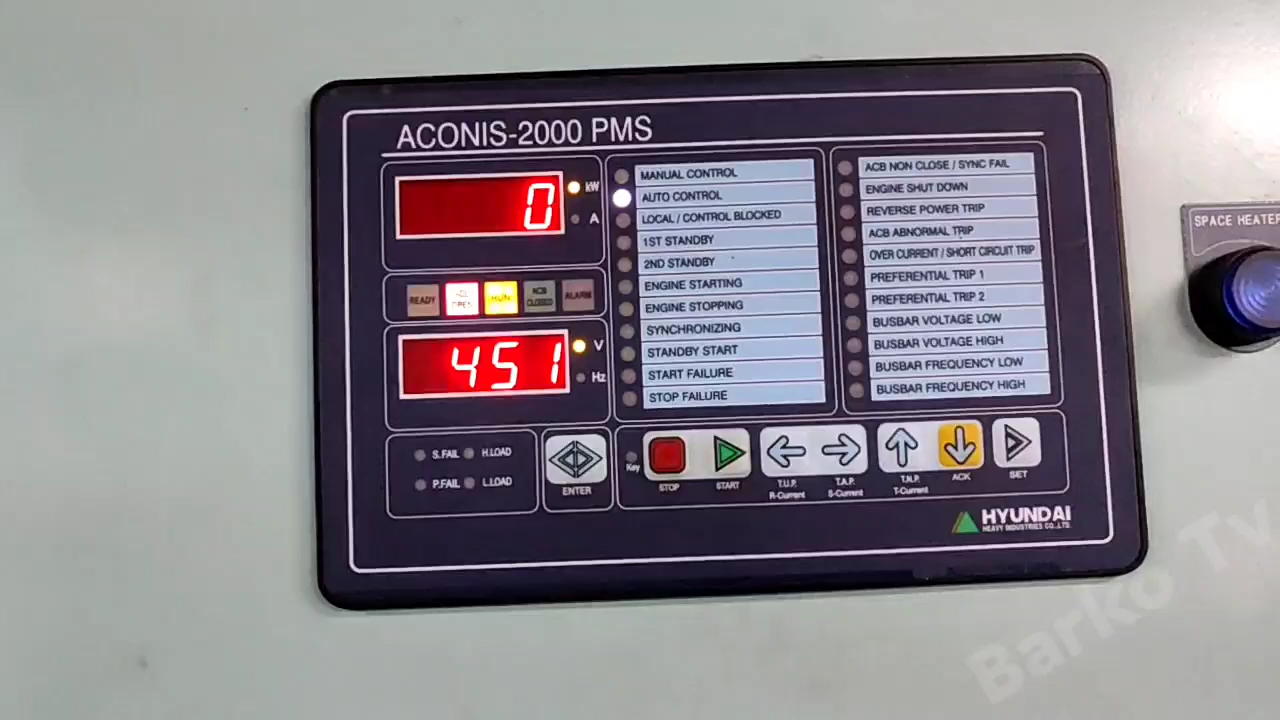 ACONIS-2000 PMS
0
kW
A
READY
ACB OPEN
RUN
ACB CLOSED
ALARM
451
V
Hz
S.FAIL
H.LOAD
P.FAIL
L.LOAD
ENTER
MANUAL CONTROL
AUTO CONTROL
LOCAL / CONTROL BLOCKED
1ST STANDBY
2ND STANDBY
ENGINE STARTING
ENGINE STOPPING
SYNCHRONIZING
STANDBY START
START FAILURE
STOP FAILURE
ACB NON CLOSE / SYNC FAIL
ENGINE SHUT DOWN
REVERSE POWER TRIP
ACB ABNORMAL TRIP
OVER CURRENT / SHORT CIRCUIT TRIP
PREFERENTIAL TRIP 1
PREFERENTIAL TRIP 2
BUSBAR VOLTAGE LOW
BUSBAR VOLTAGE HIGH
BUSBAR FREQUENCY LOW
BUSBAR FREQUENCY HIGH
Key
STOP
START
T.U.P.
R-Current
T.A.P.
S-Current
T.N.P.
T-Current
ACK
SET
HYUNDAI
HEAVY INDUSTRIES CO.,LTD.
SPACE HEATER
Barko Tv